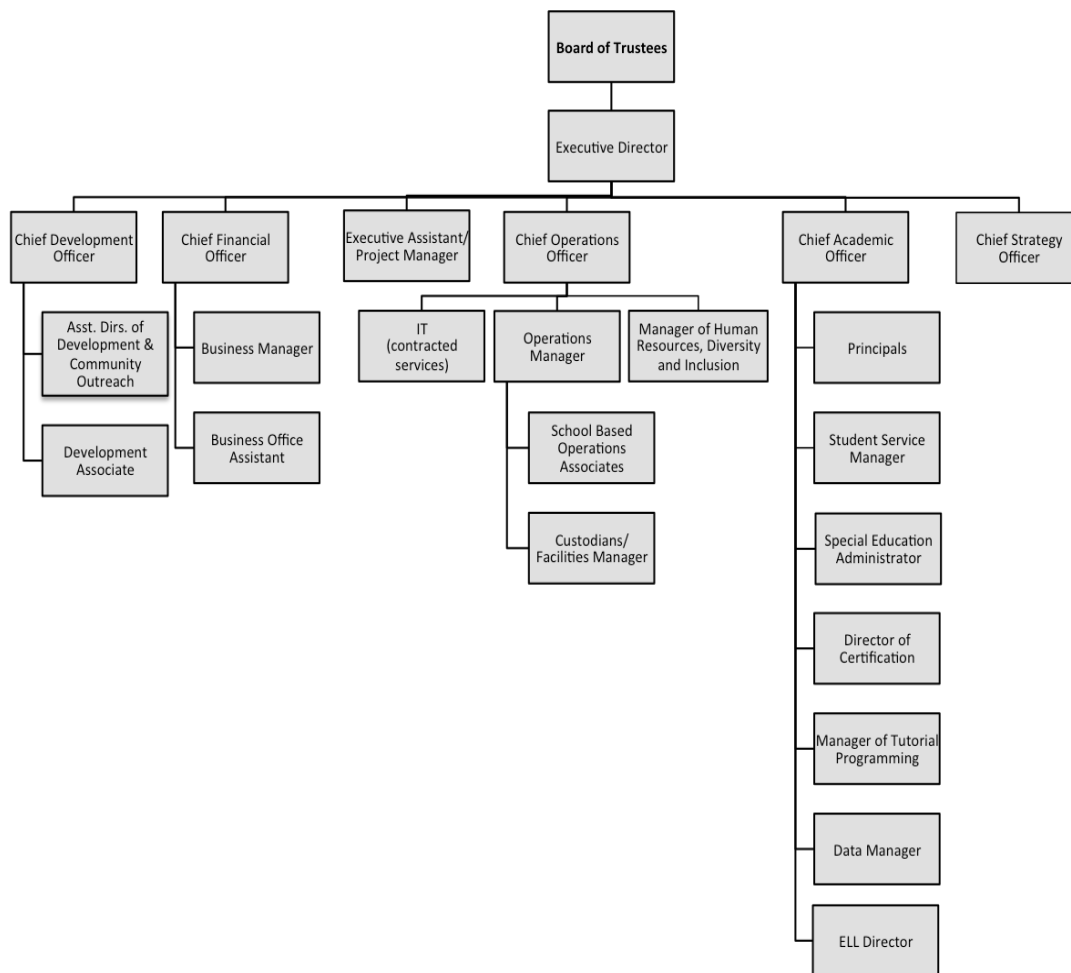 Board of Trustees
Executive Director
Chief Development
Officer
Chief Financial
Officer
Executive Assistant/
Project Manager
Chief Operations
Officer
Chief Academic
Officer
Chief Strategy
Officer
Asst. Dirs. of
Development &
Community
Outreach
Business Manager
IT
(contracted
services)
Operations
Manager
Manager of Human
Resources, Diversity
and Inclusion
Principals
Development
Associate
Business Office
Assistant
School Based
Operations
Associates
Student Service
Manager
Custodians/
Facilities Manager
Special Education
Administrator
Director of
Certification
Manager of Tutorial
Programming
Data Manager
ELL Director